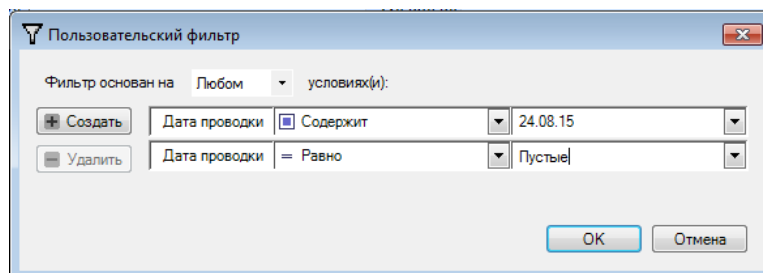 Пользовательский фильтр
Фильтр основан на Любом условиях(и):
Создать Дата проводки Содержит 24.08.15
Удалить Дата проводки = Равно Пустые
OK Отмена